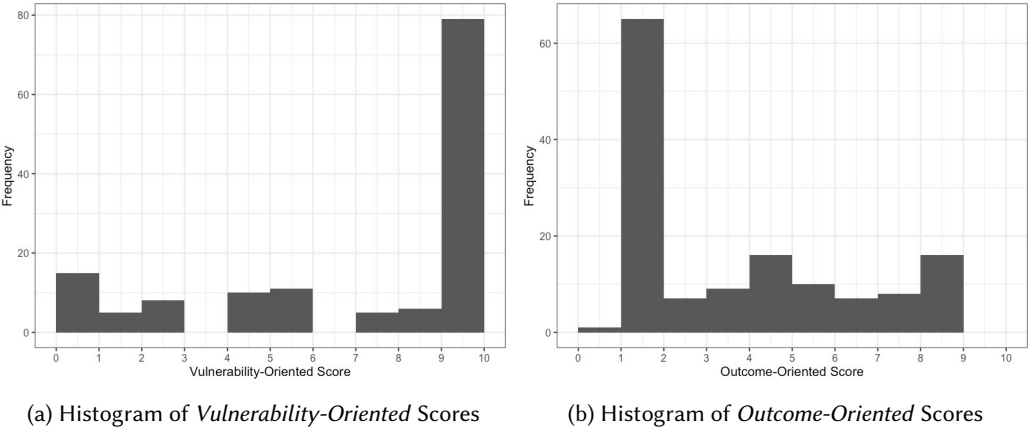 80
60
40
20
0
Frequency
0 1 2 3 4 5 6 7 8 9 10
Vulnerability-Oriented Score
(a) Histogram of Vulnerability-Oriented Scores
60
40
20
0
Frequency
0 1 2 3 4 5 6 7 8 9 10
Outcome-Oriented Score
(b) Histogram of Outcome-Oriented Scores